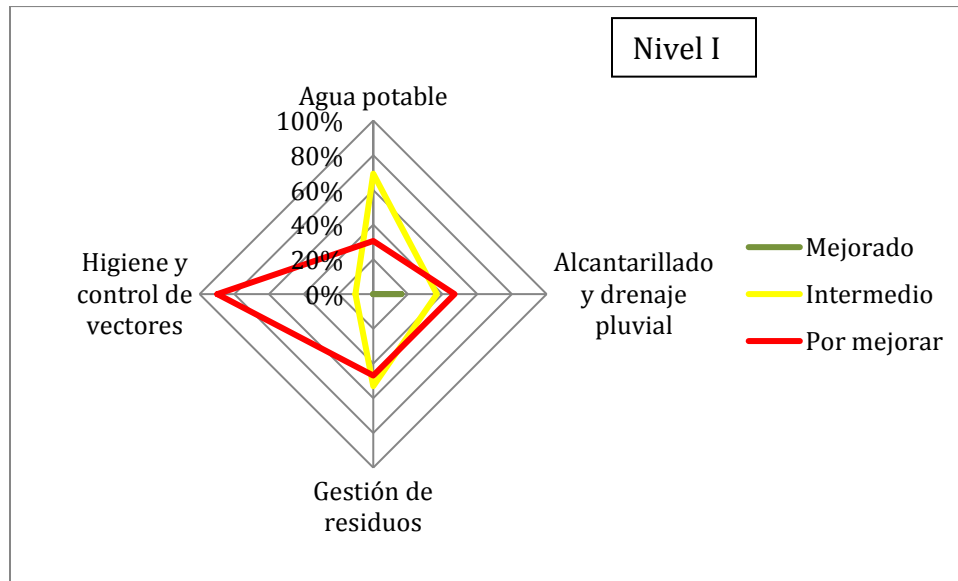 Nivel I
Agua potable
100%
80%
60%
40%
20%
0%
Higiene y
control de
vectores
Alcantarillado
y drenaje
pluvial
Gestión de
residuos
Mejorado
Intermedio
Por mejorar